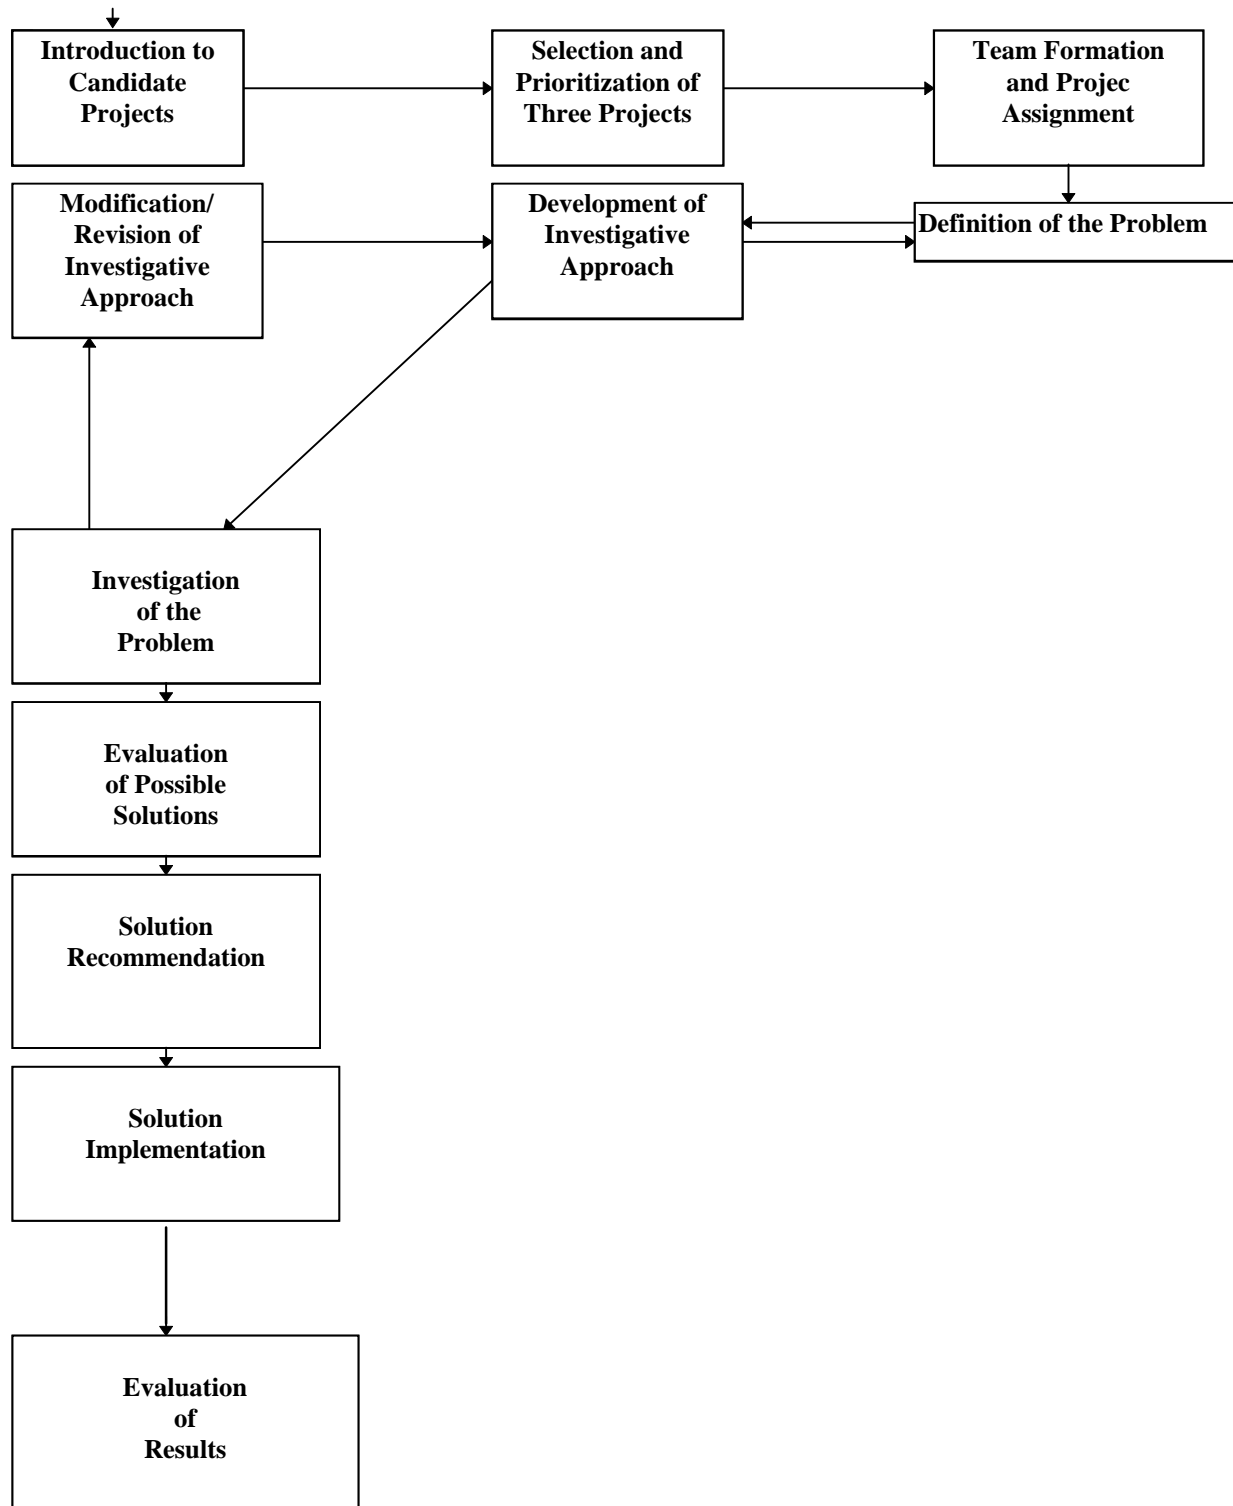 Introduction to
Candidate
Projects
Selection and
Prioritization of
Three Projects
Team Formation
and Projec
Assignment
Modification/
Revision of
Investigative
Approach
Development of
Investigative
Approach
Definition of the Problem
Investigation
of the
Problem
Evaluation
of Possible
Solutions
Solution
Recommendation
Solution
Implementation
Evaluation
of
Results